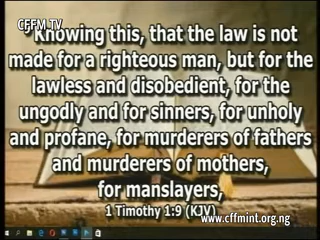 CFFM TV
"Knowing this, that the law is not
made for a righteous man, but for the
lawless and disobedient, for the
ungodly and for sinners, for unholy
and profane, for murderers of fathers
and murderers of mothers,
for manslayers,
1 Timothy 1:9 (KJV)
www.cffmint.org.ng